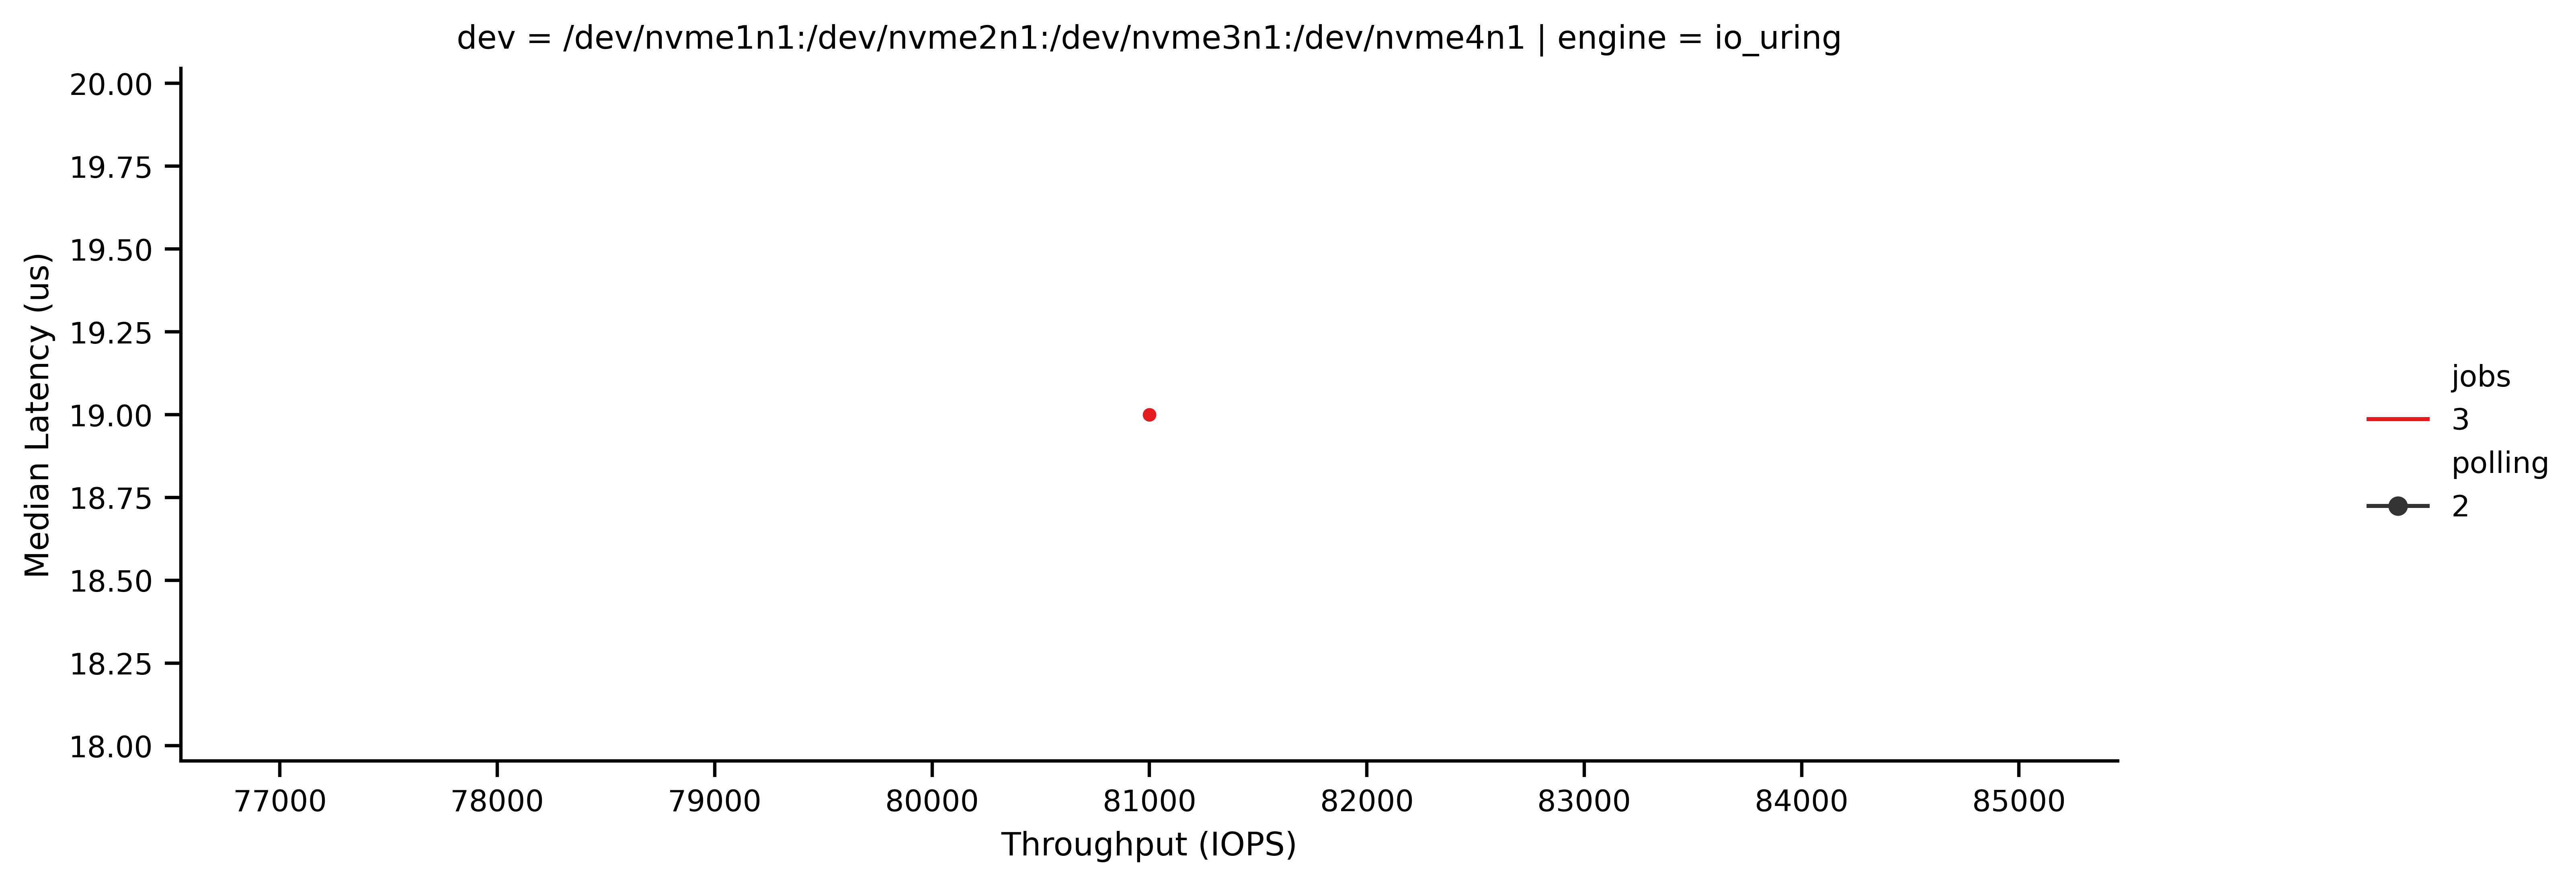 dev = /dev/nvme1n1:/dev/nvme2n1:/dev/nvme3n1:/dev/nvme4n1 | engine = io_uring
20.00
19.75
19.50
19.25
19.00
18.75
18.50
18.25
18.00
Median Latency (us)
77000 78000 79000 80000 81000 82000 83000 84000 85000
Throughput (IOPS)
jobs
3
polling
2